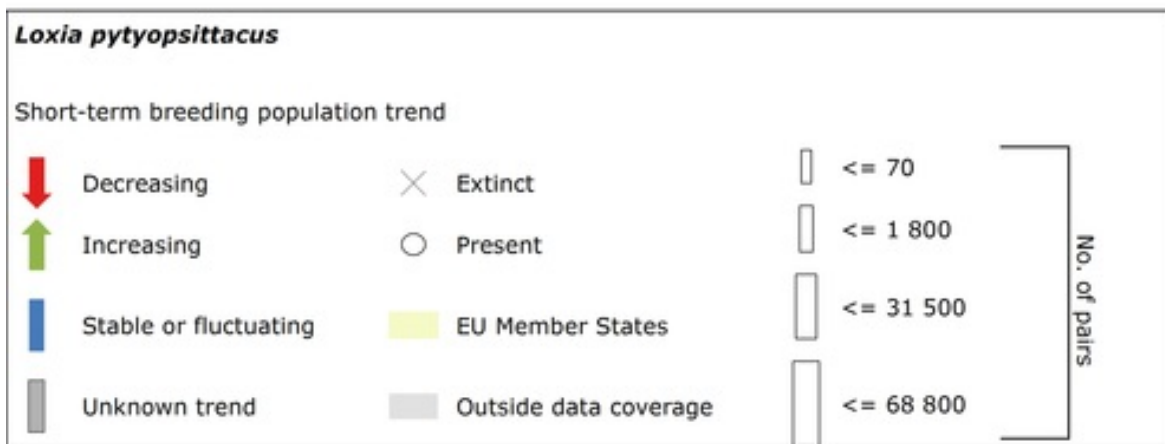 Loxia pytyopsittacus
Short-term breeding population trend
Decreasing
Increasing
Stable or fluctuating
Unknown trend
Extinct
Present
EU Member States
Outside data coverage
<= 70
<= 1 800
<= 31 500
<= 68 800
No. of pairs